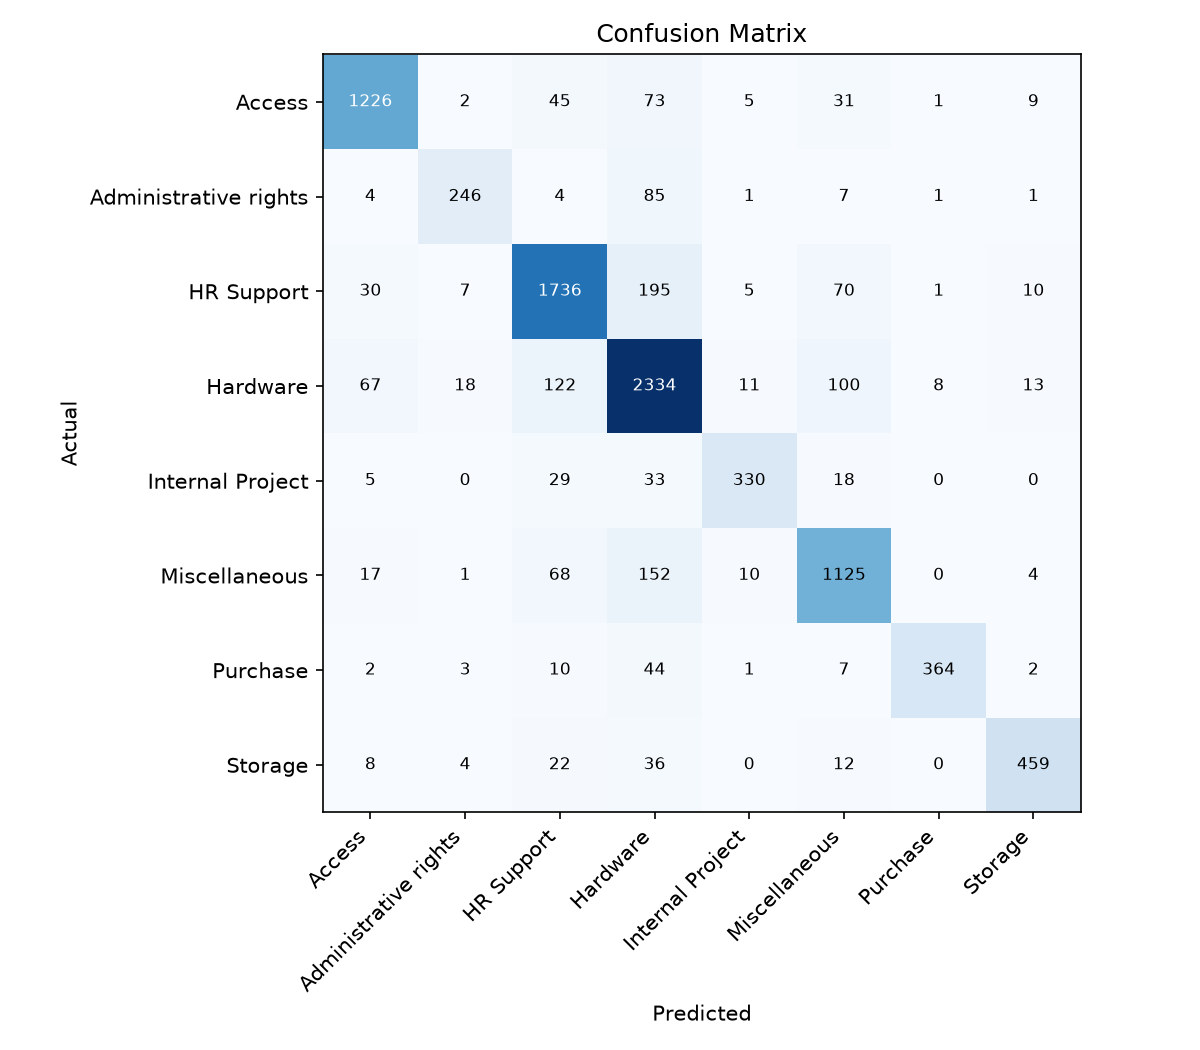 Confusion Matrix
Access 1226 2 45 73 5 31 1 9
Administrative rights 4 246 4 85 1 7 1 1
HR Support 30 7 1736 195 5 70 1 10
Hardware 67 18 122 2334 11 100 8 13
Internal Project 5 0 29 33 330 18 0 0
Miscellaneous 17 1 68 152 10 1125 0 4
Purchase 2 3 10 44 1 7 364 2
Storage 8 4 22 36 0 12 0 459
Actual
Access Administrative rights HR Support Hardware Internal Project Miscellaneous Purchase Storage
Predicted